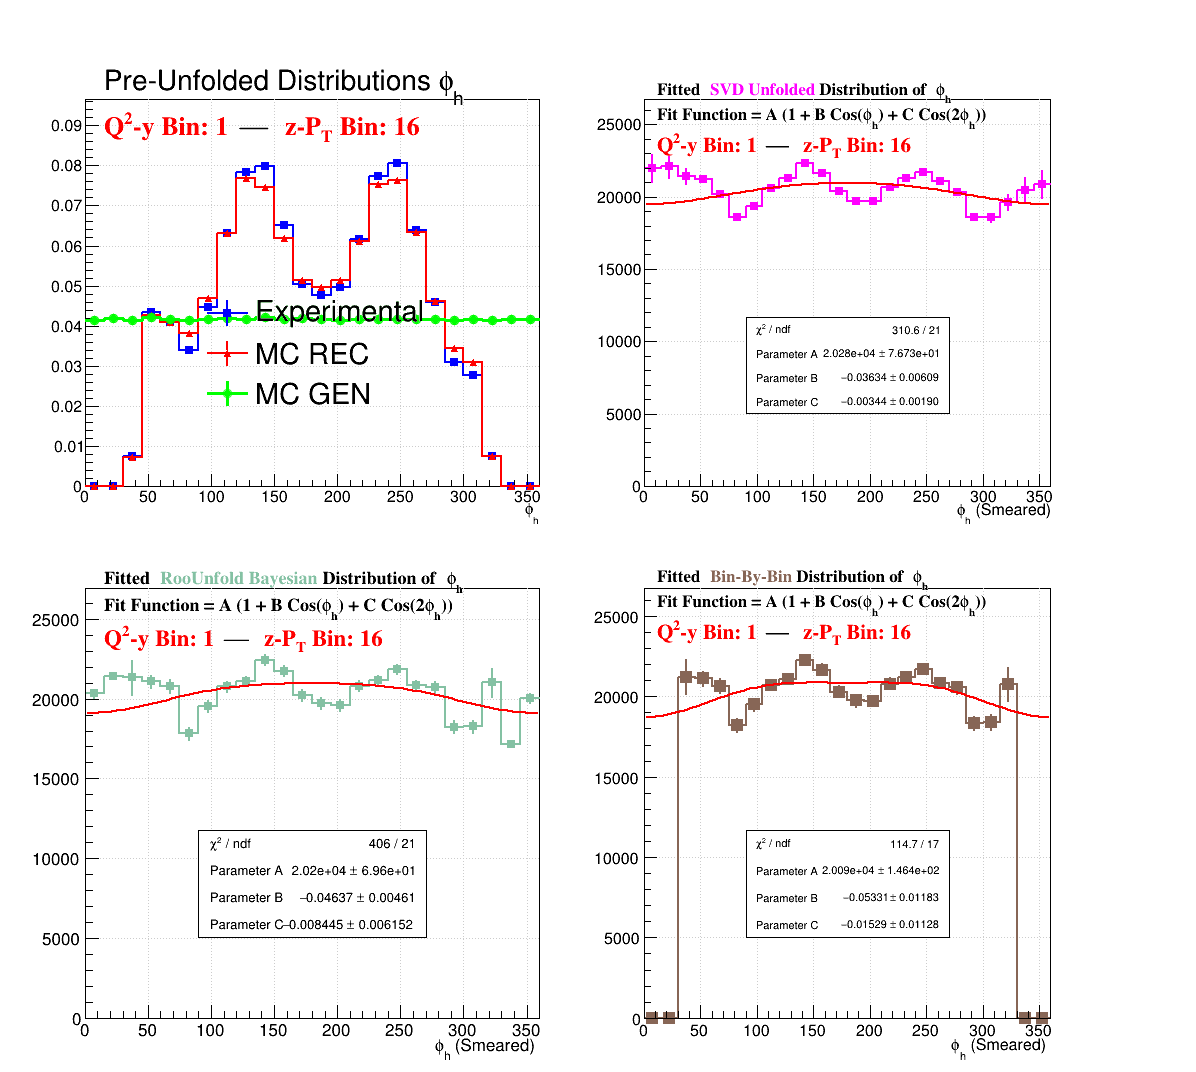 Pre-Unfolded Distributions ϕh
Q²-y Bin: 1 — z-PT Bin: 16
0.09
0.08
0.07
0.06
0.05
0.04
0.03
0.02
0.01
0
Experimental
MC REC
MC GEN
0 50 100 150 200 250 300 350
ϕh
Fitted SVD Unfolded Distribution of ϕh
Fit Function = A (1 + B Cos(ϕh) + C Cos(2ϕh))
Q²-y Bin: 1 — z-PT Bin: 16
25000
20000
15000
10000
5000
0
χ² / ndf 310.6 / 21
Parameter A 2.028e+04 ± 7.673e+01
Parameter B −0.03634 ± 0.00609
Parameter C −0.00344 ± 0.00190
0 50 100 150 200 250 300 350
ϕh (Smeared)
Fitted RooUnfold Bayesian Distribution of ϕh
Fit Function = A (1 + B Cos(ϕh) + C Cos(2ϕh))
Q²-y Bin: 1 — z-PT Bin: 16
25000
20000
15000
10000
5000
0
χ² / ndf 406 / 21
Parameter A 2.02e+04 ± 6.96e+01
Parameter B −0.04637 ± 0.00461
Parameter C −0.008445 ± 0.006152
0 50 100 150 200 250 300 350
ϕh (Smeared)
Fitted Bin-By-Bin Distribution of ϕh
Fit Function = A (1 + B Cos(ϕh) + C Cos(2ϕh))
Q²-y Bin: 1 — z-PT Bin: 16
25000
20000
15000
10000
5000
0
χ² / ndf 114.7 / 17
Parameter A 2.009e+04 ± 1.464e+02
Parameter B −0.05331 ± 0.01183
Parameter C −0.01529 ± 0.01128
0 50 100 150 200 250 300 350
ϕh (Smeared)